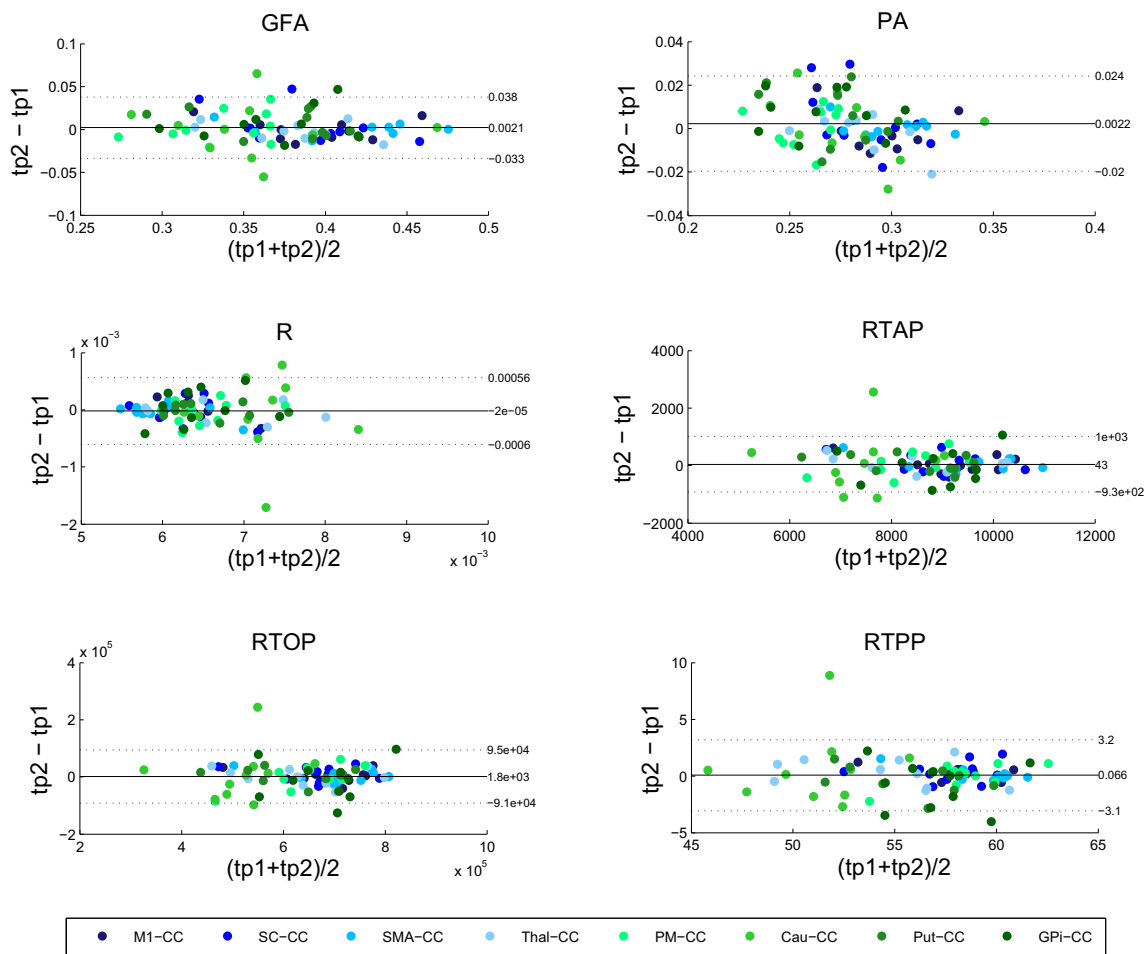 GFA
tp2 − tp1
0.1
0.05
0
−0.05
−0.1
0.038
0.0021
−0.033
0.25 0.3 0.35 0.4 0.45 0.5
(tp1+tp2)/2
PA
tp2 − tp1
0.04
0.02
0
−0.02
−0.04
0.024
0.0022
−0.02
0.2 0.25 0.3 0.35 0.4
(tp1+tp2)/2
R
x 10⁻³
tp2 − tp1
1
0
−1
−2
0.00056
−2e−05
−0.0006
5 6 7 8 9 10
x 10⁻³
(tp1+tp2)/2
RTAP
tp2 − tp1
4000
2000
0
−2000
1e+03
43
−9.3e+02
4000 6000 8000 10000 12000
(tp1+tp2)/2
RTOP
x 10⁵
tp2 − tp1
4
2
0
−2
9.5e+04
1.8e+03
−9.1e+04
2 4 6 8 10
x 10⁵
(tp1+tp2)/2
RTPP
tp2 − tp1
10
5
0
−5
3.2
0.066
−3.1
45 50 55 60 65
(tp1+tp2)/2
M1−CC SC−CC SMA−CC Thal−CC PM−CC Cau−CC Put−CC GPi−CC